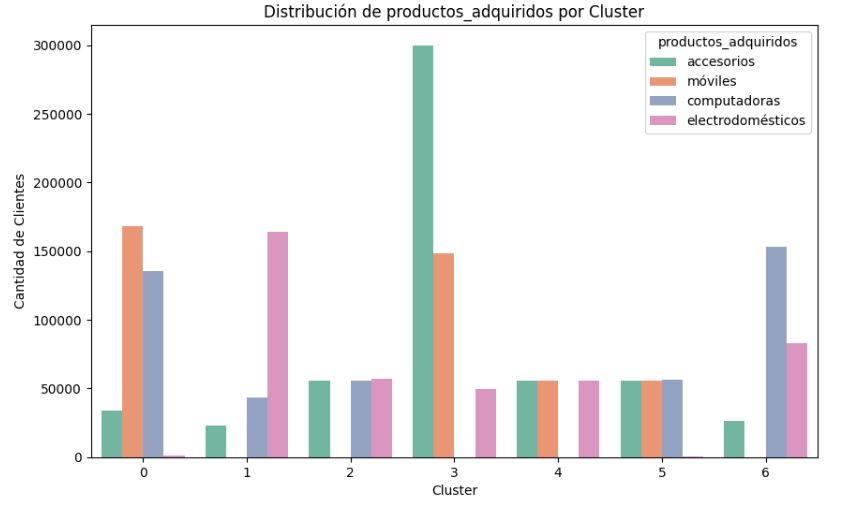 Distribución de productos_adquiridos por Cluster
productos_adquiridos
accesorios
móviles
computadoras
electrodomésticos
Cantidad de Clientes
300000
250000
200000
150000
100000
50000
0
0 1 2 3 4 5 6
Cluster